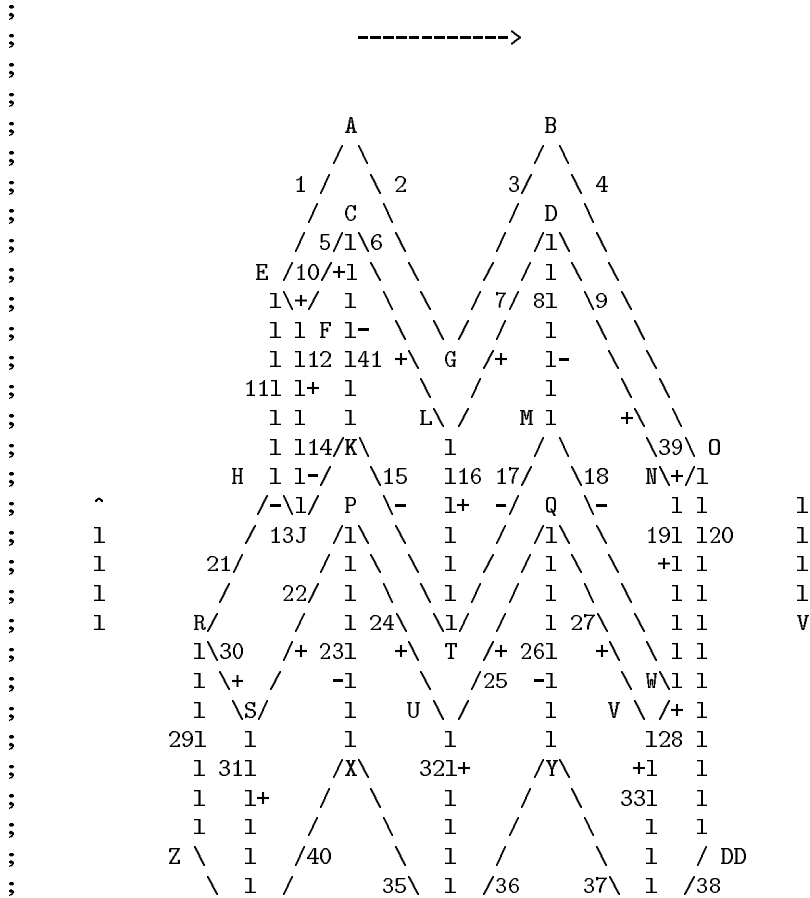 ;
;                           ------------->
;
;
;                          A               B
;                         / \             / \
;                      1 /   \ 2       3/   \ 4
;                       /  C  \         /  D  \
;                      / 5/l\6 \       /  /l\  \
;                   E /10/+l \  \     /  / l \  \
;                    l\+/  l  \  \   /  7/ 8l  \9 \
;                    l l F l-  \  \ /  /   l   \  \
;                    l l12 l41 +\  G  /+   l-   \  \
;                  11l l+  l     \   /     l     \  \
;                    l l   l     L\ /    M l     +\  \
;                    l l14/K\      l      / \      \39\ O
;                 H  l l-/  \15   l16 17/   \18   N\+/l
;      ^            /-\l/  P  \-   l+  -/  Q  \-     l l       l
;      l           / 13J  /l\  \   l   /  /l\  \   19l l20     l
;      l        21/      / l \  \  l  /  / l \  \   +l l       l
;      l         /    22/  l  \  \ l /  /  l  \  \   l l       l
;      l       R/      /   l 24\  \l/  /   l 27\  \  l l       V
;              l\30   /+ 23l   +\  T  /+ 26l   +\  \ l l
;              l \+  /    -l     \   /25  -l     \ W\l l
;              l  \S/      l    U \ /      l    V \ /+ l
;            29l   l       l       l       l       l28 l
;              l 31l      /X\    32l+     /Y\     +l   l
;              l   l+    /   \     l     /   \   33l   l
;              l   l    /     \    l    /     \    l   l
;            Z \   l   /40     \   l   /       \   l   / DD
;               \  l  /      35\  l  /36    37\  l  /38